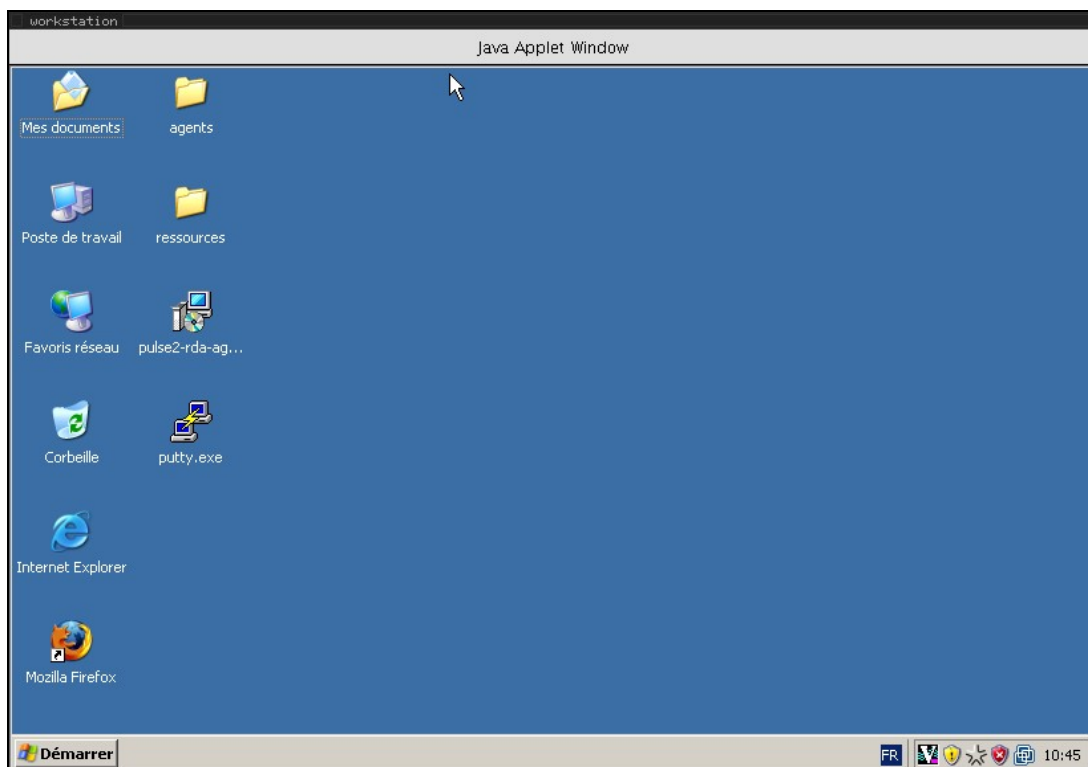 workstation
Java Applet Window
Mes documents
agents
Poste de travail
ressources
Favoris réseau
pulse2-rda-ag...
Corbeille
putty.exe
Internet Explorer
Mozilla Firefox
Démarrer
FR
10:45